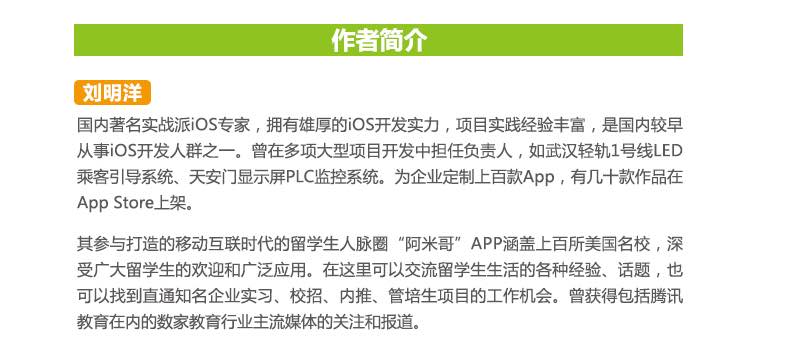 作者简介
刘明洋
国内著名实战派iOS专家，拥有雄厚的iOS开发实力，项目实践经验丰富，是国内较早
从事iOS开发人群之一。曾在多项大型项目开发中担任负责人，如武汉轻轨1号线LED
乘客引导系统、天安门显示屏PLC监控系统。为企业定制上百款App，有几十款作品在
App Store上架。
其参与打造的移动互联时代的留学生人脉圈“阿米哥”APP涵盖上百所美国名校，深
受广大留学生的欢迎和广泛应用。在这里可以交流留学生生活的各种经验、话题，也
可以找到直通知名企业实习、校招、内推、管培生项目的工作机会。曾获得包括腾讯
教育在内的数家教育行业主流媒体的关注和报道。